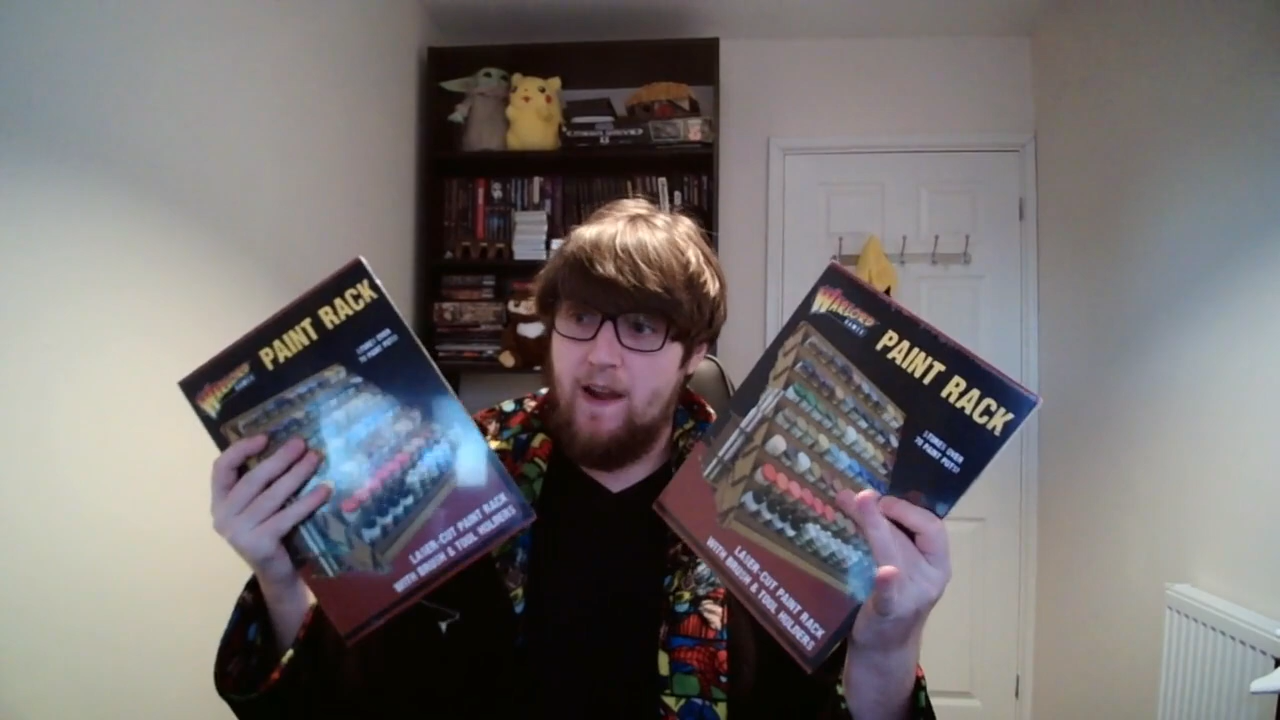 PAINT RACK
STORES OVER
70 PAINT POTS!
WARLORD
GAMES
LASER-CUT PAINT RACK
WITH BRUSH & TOOL HOLDERS
WARLORD
GAMES
PAINT RACK
STORES OVER
70 PAINT POTS!
LASER-CUT PAINT RACK
WITH BRUSH & TOOL HOLDERS